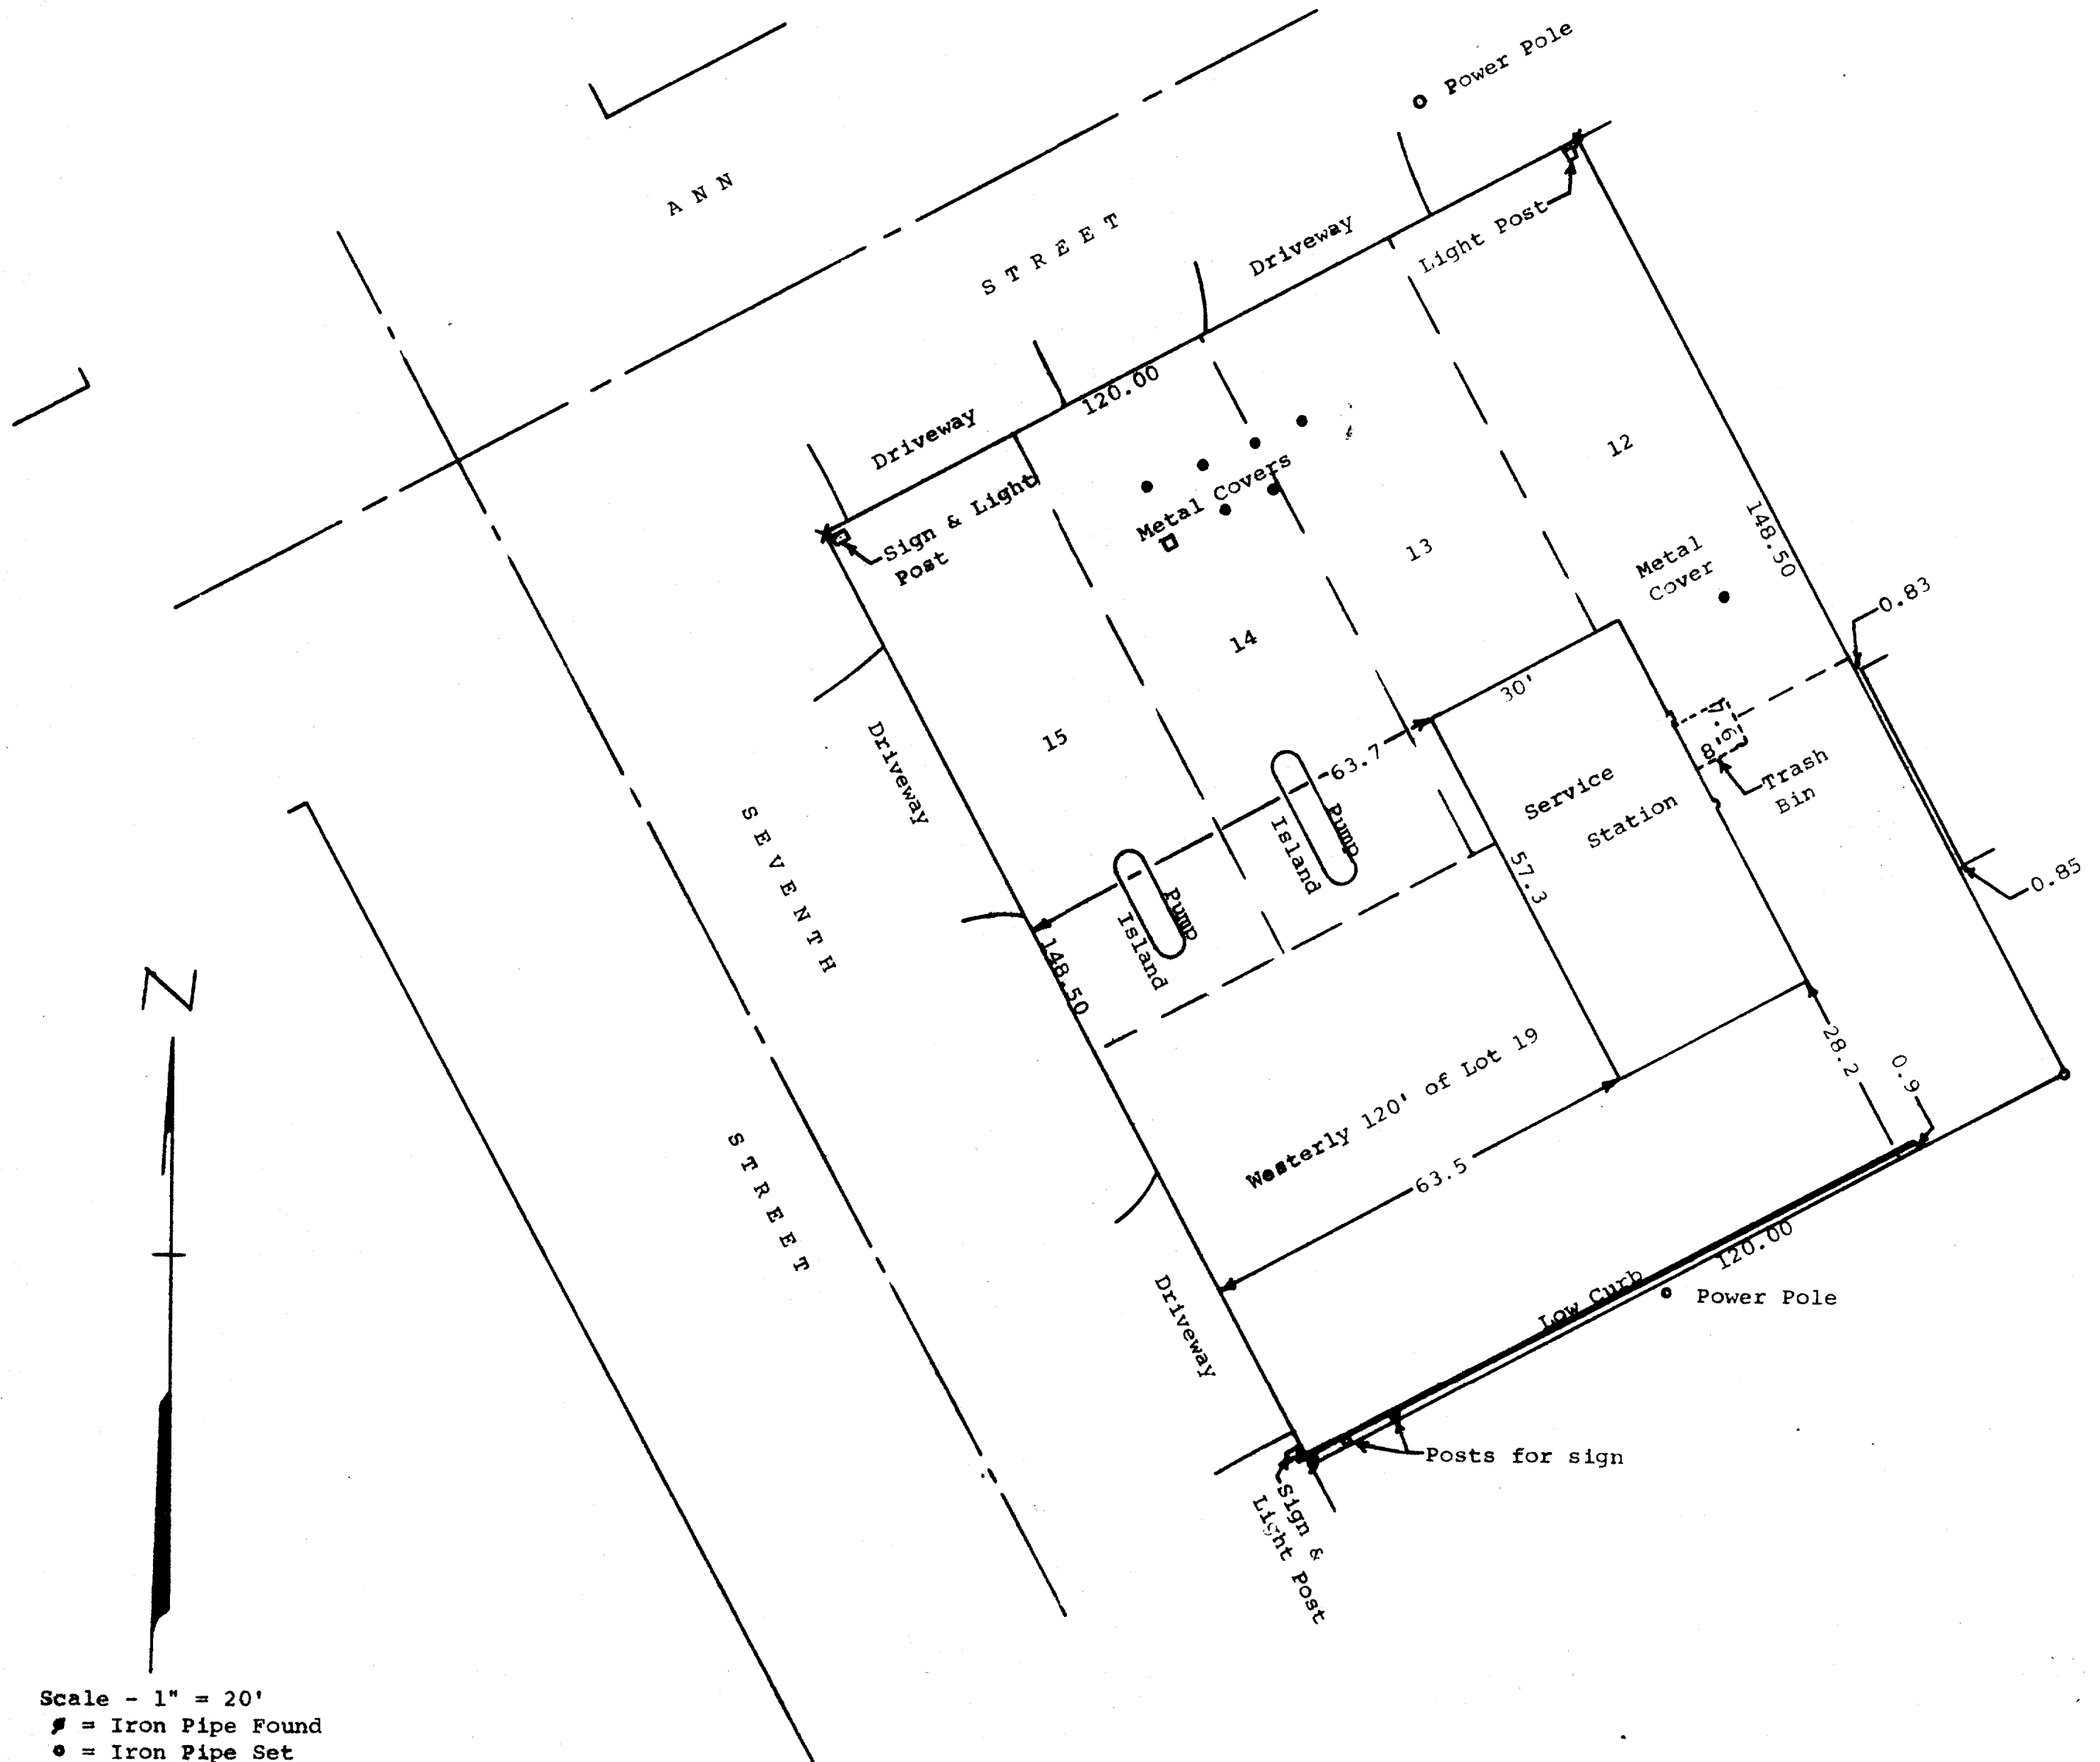 Power Pole
ANN
STREET
Driveway
Light Post
120.00
Driveway
Sign & Light
Post
Metal Covers
12
148.50
13
Metal
Cover
0.83
14
15
30'
7.6'
8'
Trash
Bin
63.7
Service
Station
Driveway
Pump
Island
Pump
Island
57.3
0.85
SEVENTH
148.50
N
28.2
0.9
Westerly 120' of Lot 19
63.5
STREET
120.00
Low Curb
Power Pole
Driveway
Posts for sign
Sign &
Light Post
Scale - 1" = 20'
= Iron Pipe Found
= Iron Pipe Set